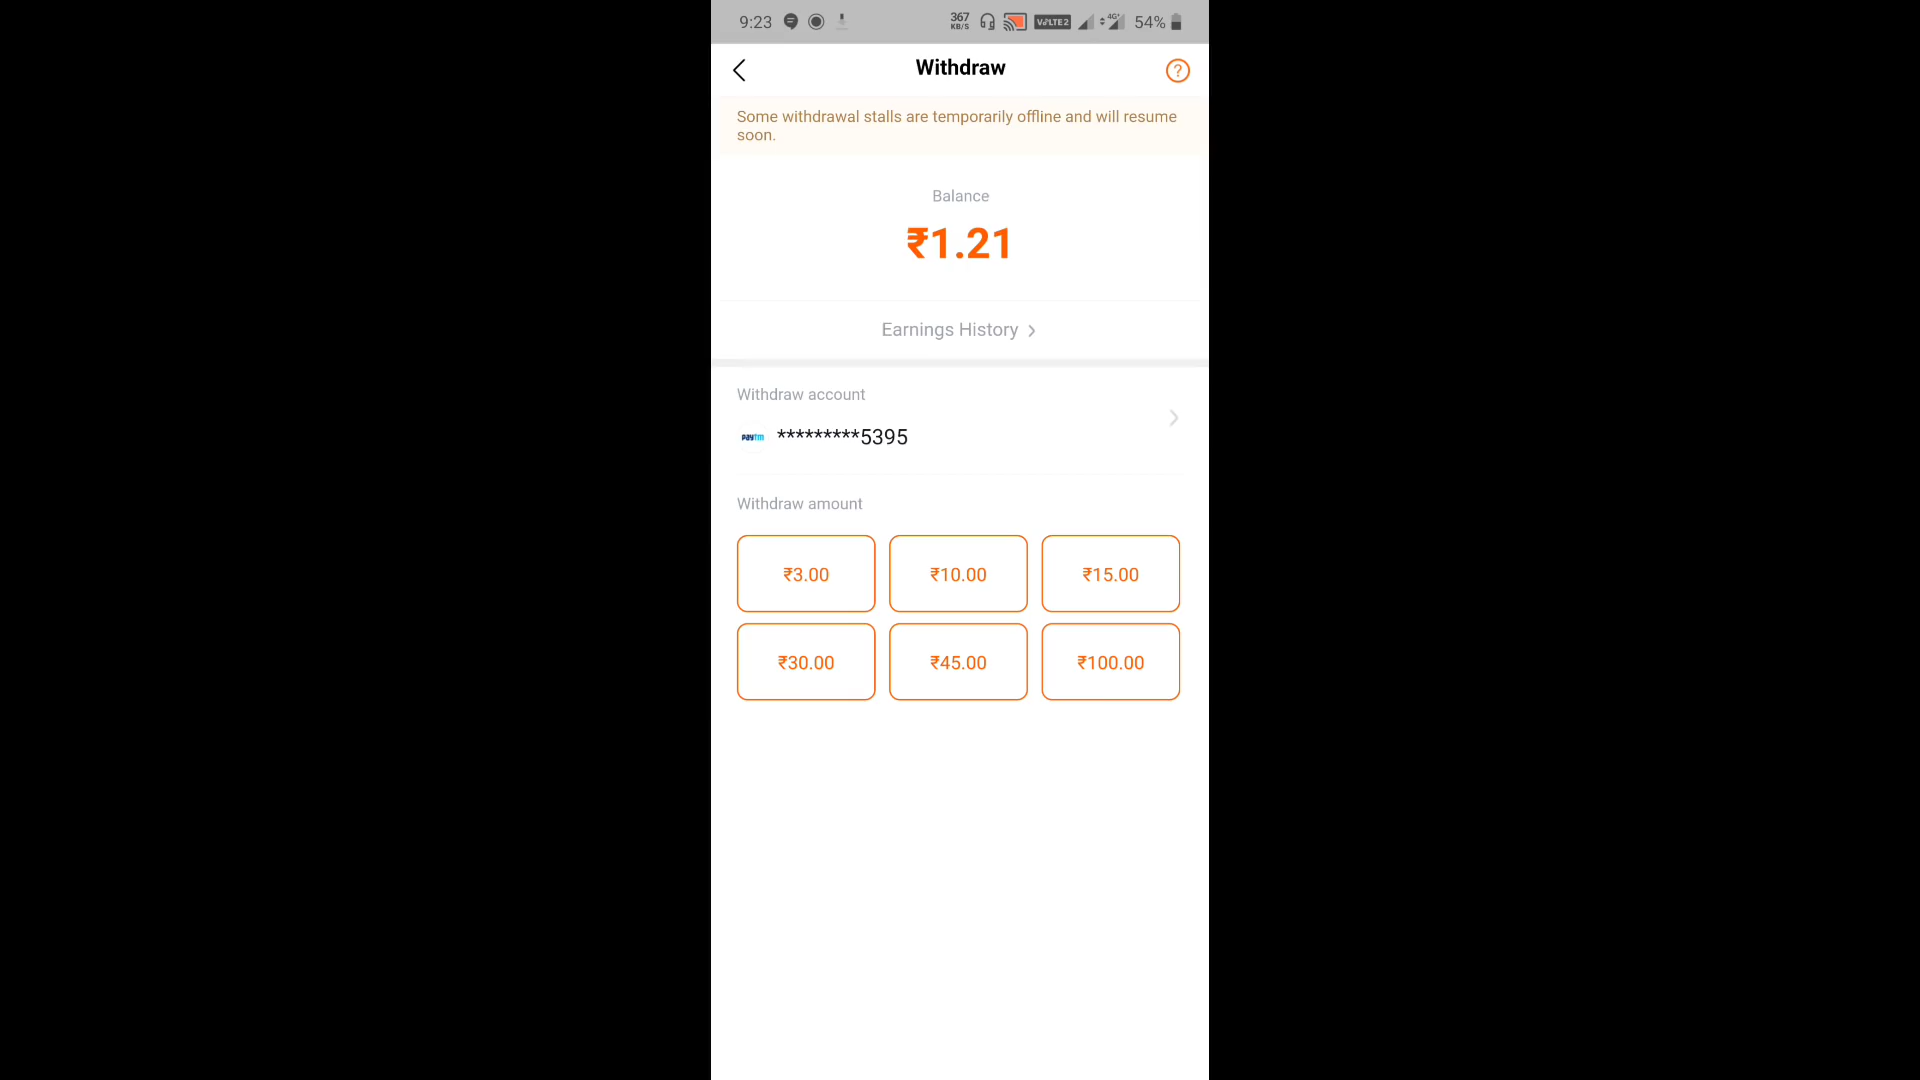 9:23 367 KB/S VoLTE2 4G+ 54%
Withdraw
?
Some withdrawal stalls are temporarily offline and will resume
soon.
Balance
₹1.21
Earnings History
Withdraw account
paytm *********5395
Withdraw amount
₹3.00 ₹10.00 ₹15.00
₹30.00 ₹45.00 ₹100.00